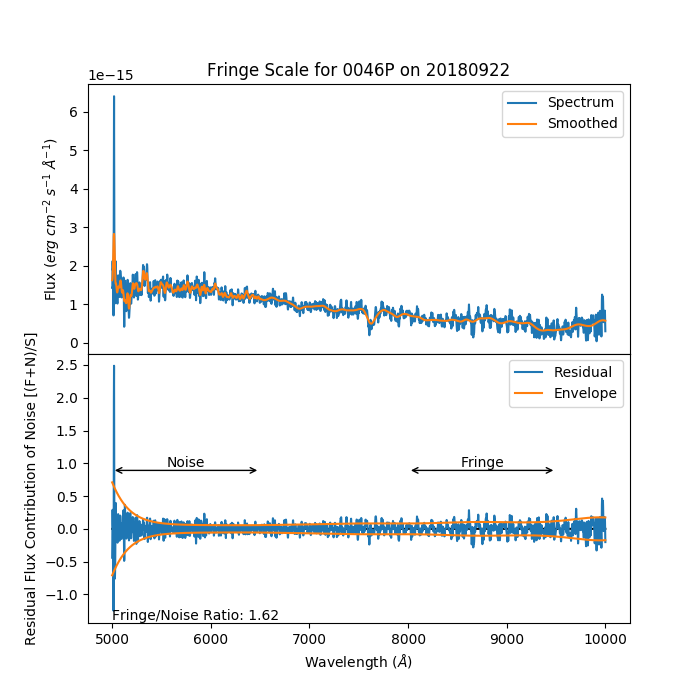 Fringe Scale for 0046P on 20180922
1e−15
Flux (erg cm⁻² s⁻¹ Å⁻¹)
6
5
4
3
2
1
0
Spectrum
Smoothed
Residual Flux Contribution of Noise [(F+N)/S]
2.5
2.0
1.5
1.0
0.5
0.0
−0.5
−1.0
Residual
Envelope
Noise
Fringe
Fringe/Noise Ratio: 1.62
5000 6000 7000 8000 9000 10000
Wavelength (Å)